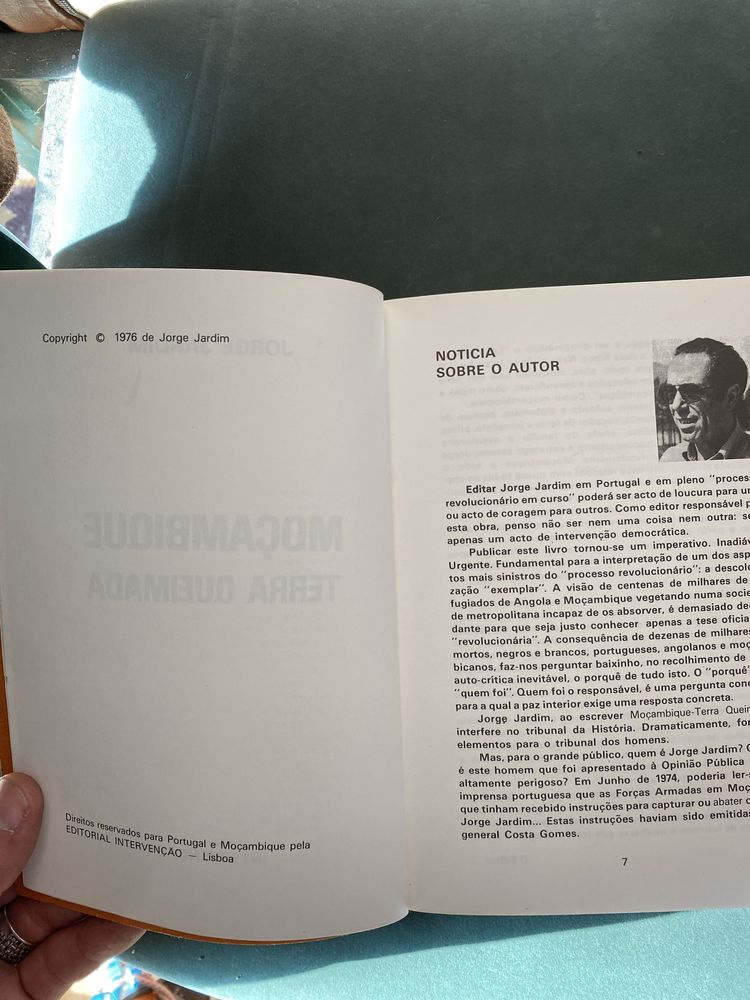 Copyright © 1976 de Jorge Jardim
JORGE JARDIM
MOÇAMBIQUE
TERRA QUEIMADA
Direitos reservados para Portugal e Moçambique pela
EDITORIAL INTERVENÇÃO — Lisboa
NOTICIA
SOBRE O AUTOR
Editar Jorge Jardim em Portugal e em pleno "process
revolucionário em curso" poderá ser acto de loucura para un
ou acto de coragem para outros. Como editor responsável p
esta obra, penso não ser nem uma coisa nem outra: se
apenas um acto de intervenção democrática.
Publicar este livro tornou-se um imperativo. Inadiáv
Urgente. Fundamental para a interpretação de um dos asp
tos mais sinistros do "processo revolucionário": a descolo
zação "exemplar". A visão de centenas de milhares de
fugiados de Angola e Moçambique vegetando numa socie
de metropolitana incapaz de os absorver, é demasiado deg
dante para que seja justo conhecer apenas a tese oficia
"revolucionária". A consequência de dezenas de milhares
mortos, negros e brancos, portugueses, angolanos e moç
bicanos, faz-nos perguntar baixinho, no recolhimento de
auto-crítica inevitável, o porquê de tudo isto. O "porquê"
"quem foi". Quem foi o responsável, é uma pergunta conc
para a qual a paz interior exige uma resposta concreta.
Jorge Jardim, ao escrever Moçambique-Terra Queim
interfere no tribunal da História. Dramaticamente, for
elementos para o tribunal dos homens.
Mas, para o grande público, quem é Jorge Jardim? Q
é este homem que foi apresentado à Opinião Pública
altamente perigoso? Em Junho de 1974, poderia ler-s
imprensa portuguesa que as Forças Armadas em Moç
que tinham recebido instruções para capturar ou abater o
Jorge Jardim... Estas instruções haviam sido emitidas
general Costa Gomes.
7